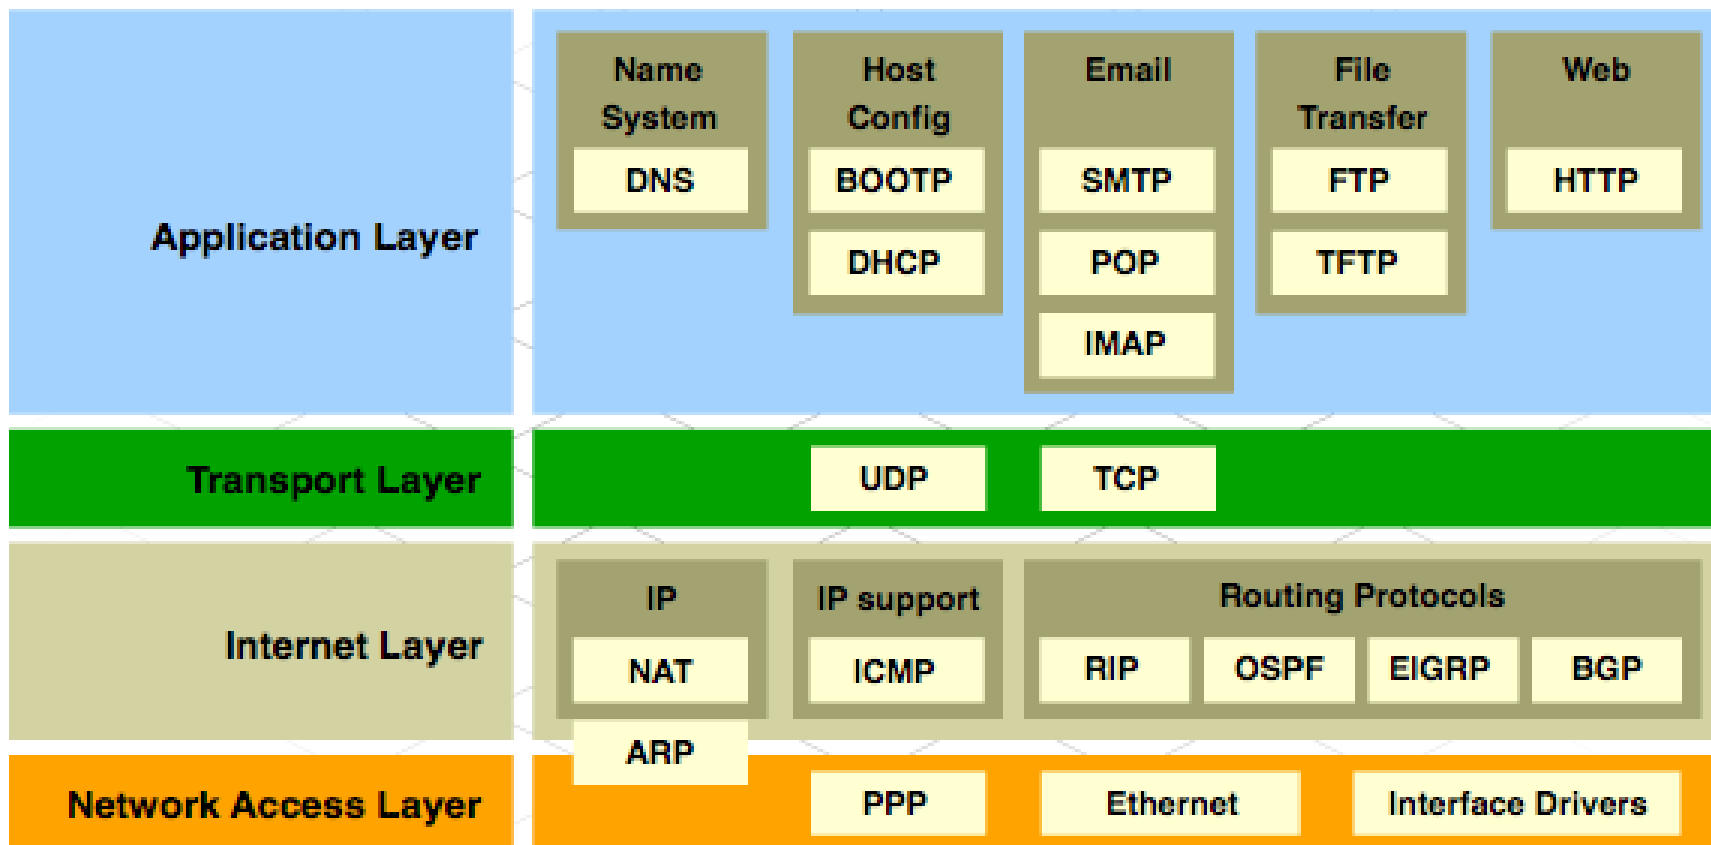 Application Layer
Name
System
DNS
Host
Config
BOOTP
DHCP
Email
SMTP
POP
IMAP
File
Transfer
FTP
TFTP
Web
HTTP
Transport Layer
UDP
TCP
Internet Layer
IP
NAT
ARP
IP support
ICMP
Routing Protocols
RIP
OSPF
EIGRP
BGP
Network Access Layer
PPP
Ethernet
Interface Drivers